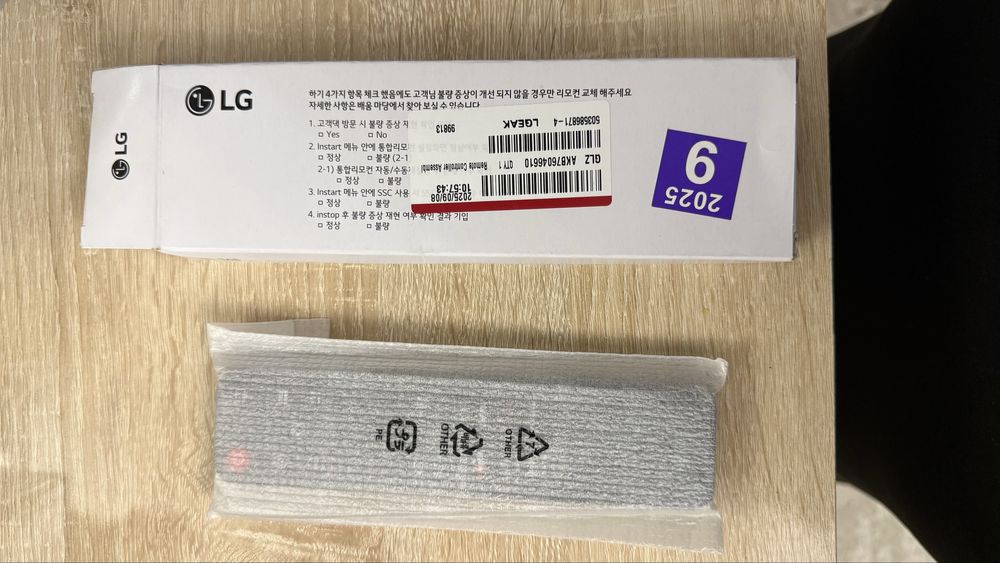 LG
LG
하기 4가지 항목 체크 했음에도 고객님 불량 증상이 개선 되지 않을 경우만 리모컨 교체 해주세요
자세한 사항은 배움 마당에서 찾아 보실 수 있습니다
1. 고객댁 방문 시 불량 증상
□ Yes □ No
2. Instart 메뉴 안에 통합리모
□ 정상 □ 불량 (2-1)
2-1) 통합리모컨 자동/수동
□ 정상 □ 불량
3. Instart 메뉴 안에 SSC 사용
□ 정상 □ 불량
4. instop 후 불량 증상 재현 여부 확인 결과 기입
□ 정상 □ 불량
2025/09/08
10:57:43
Remote Controller Assembl
QTY 1
GLZ AKB76046610
99813
LGEAK
503586871-4
2025
9
PE
OTHER
OTHER